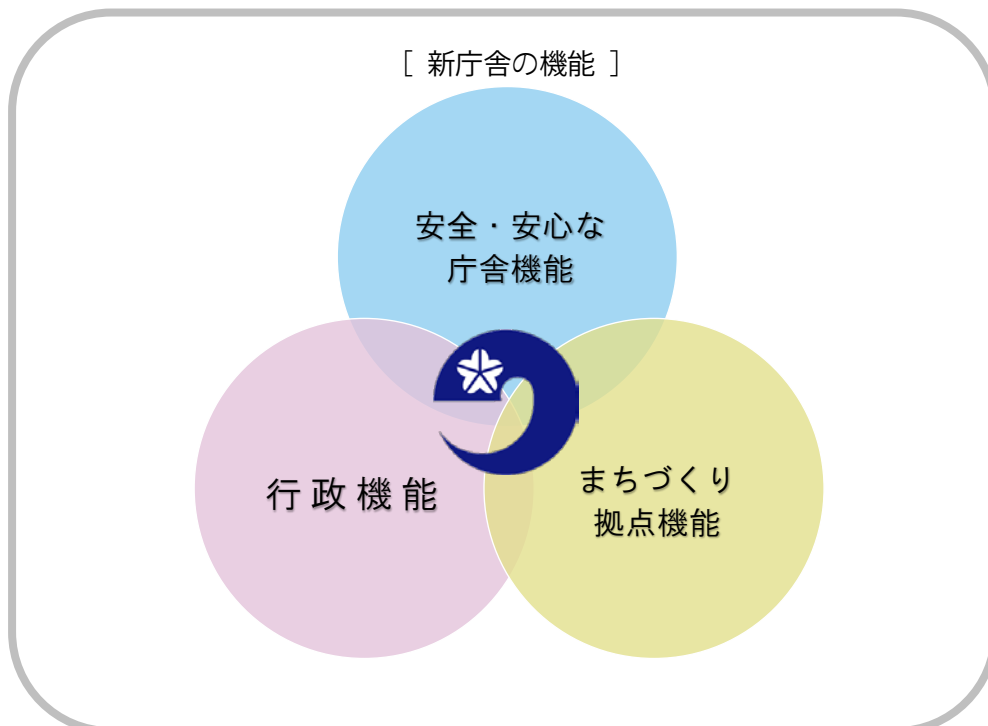 [ 新庁舎の機能 ]
安全・安心な
庁舎機能
行政機能
まちづくり
拠点機能